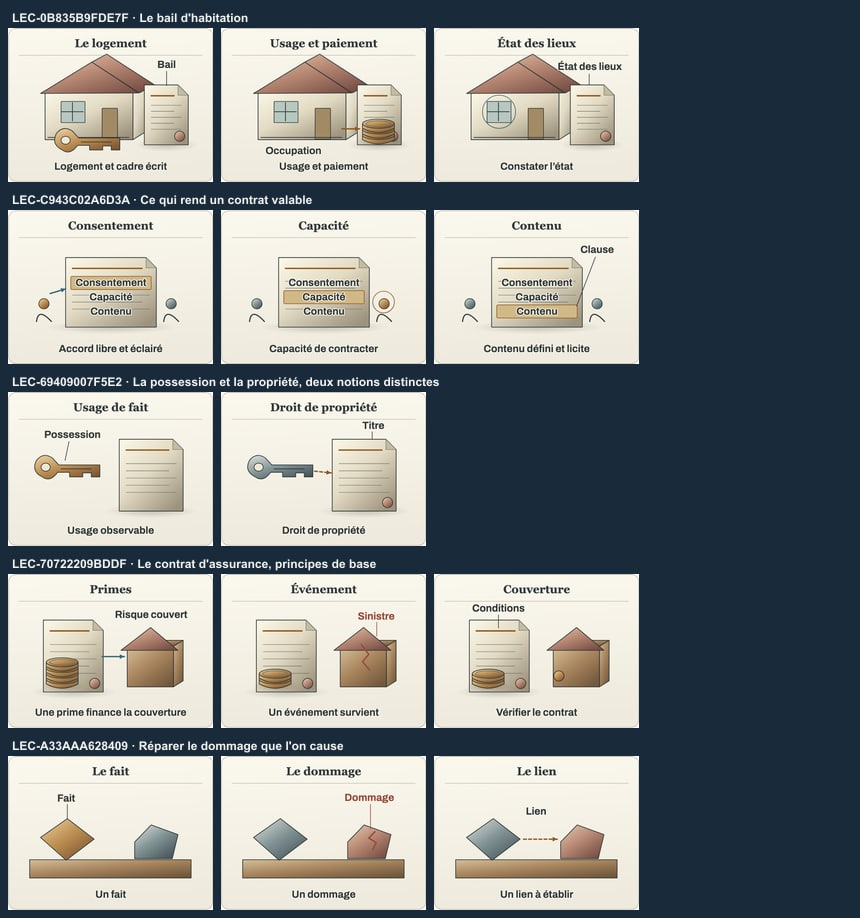 LEC-0B835B9FDE7F · Le bail d'habitation
Le logement
Bail
Logement et cadre écrit
Usage et paiement
Occupation
Usage et paiement
État des lieux
État des lieux
Constater l'état
LEC-C943C02A6D3A · Ce qui rend un contrat valable
Consentement
Consentement
Capacité
Contenu
Accord libre et éclairé
Capacité
Consentement
Capacité
Contenu
Capacité de contracter
Contenu
Clause
Consentement
Capacité
Contenu
Contenu défini et licite
LEC-69409007F5E2 · La possession et la propriété, deux notions distinctes
Usage de fait
Possession
Usage observable
Droit de propriété
Titre
Droit de propriété
LEC-70722209BDDF · Le contrat d'assurance, principes de base
Primes
Risque couvert
Une prime finance la couverture
Événement
Sinistre
Un événement survient
Couverture
Conditions
Vérifier le contrat
LEC-A33AAA628409 · Réparer le dommage que l'on cause
Le fait
Fait
Un fait
Le dommage
Dommage
Un dommage
Le lien
Lien
Un lien à établir